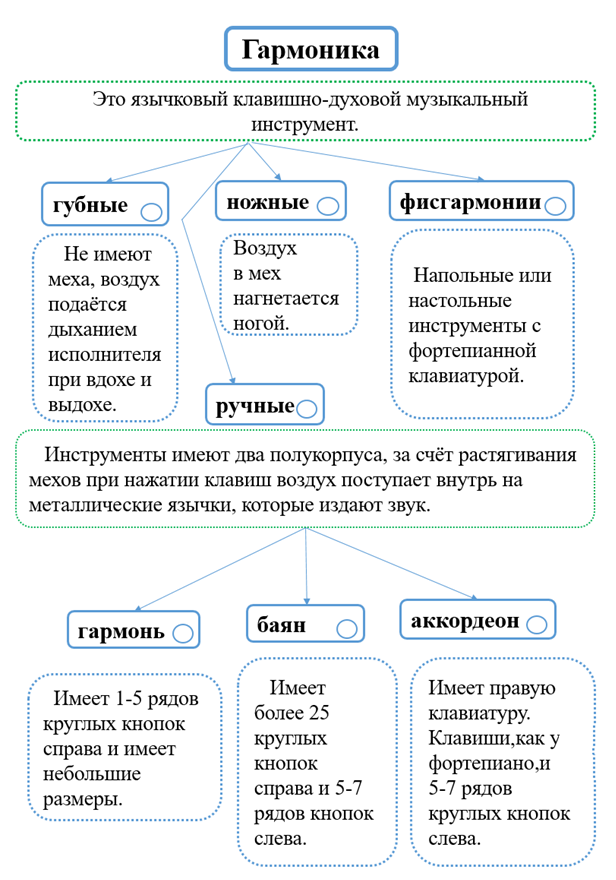 Гармоника
Это язычковый клавишно-духовой музыкальный
инструмент.
губные
ножные
фисгармонии
Не имеют
меха, воздух
подаётся
дыханием
исполнителя
при вдохе и
выдохе.
Воздух
в мех
нагнетается
ногой.
Напольные или
настольные
инструменты с
фортепианной
клавиатурой.
ручные
Инструменты имеют два полукорпуса, за счёт растягивания
мехов при нажатии клавиш воздух поступает внутрь на
металлические язычки, которые издают звук.
гармонь
баян
аккордеон
Имеет 1-5 рядов
круглых кнопок
справа и имеет
небольшие
размеры.
Имеет
более 25
круглых
кнопок
справа и 5-7
рядов кнопок
слева.
Имеет правую
клавиатуру.
Клавиши,как у
фортепиано,и
5-7 рядов
круглых кнопок
слева.